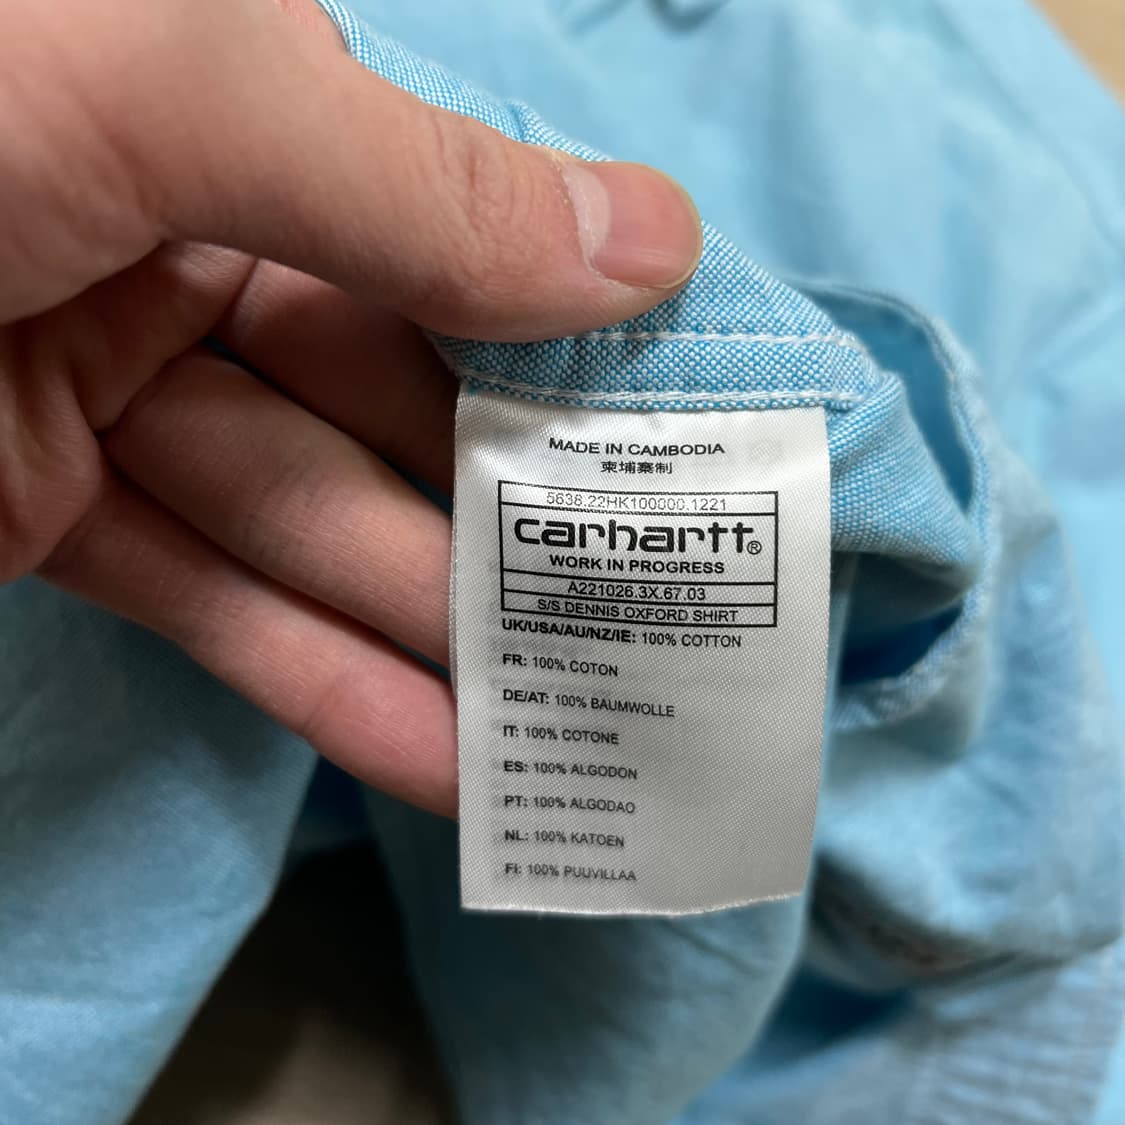 MADE IN CAMBODIA
柬埔寨制
5638.22HK100000.1221
carhartt®
WORK IN PROGRESS
A221026.3X.67.03
S/S DENNIS OXFORD SHIRT
UK/USA/AU/NZ/IE: 100% COTTON
FR: 100% COTON
DE/AT: 100% BAUMWOLLE
IT: 100% COTONE
ES: 100% ALGODON
PT: 100% ALGODAO
NL: 100% KATOEN
FI: 100% PUUVILLAA